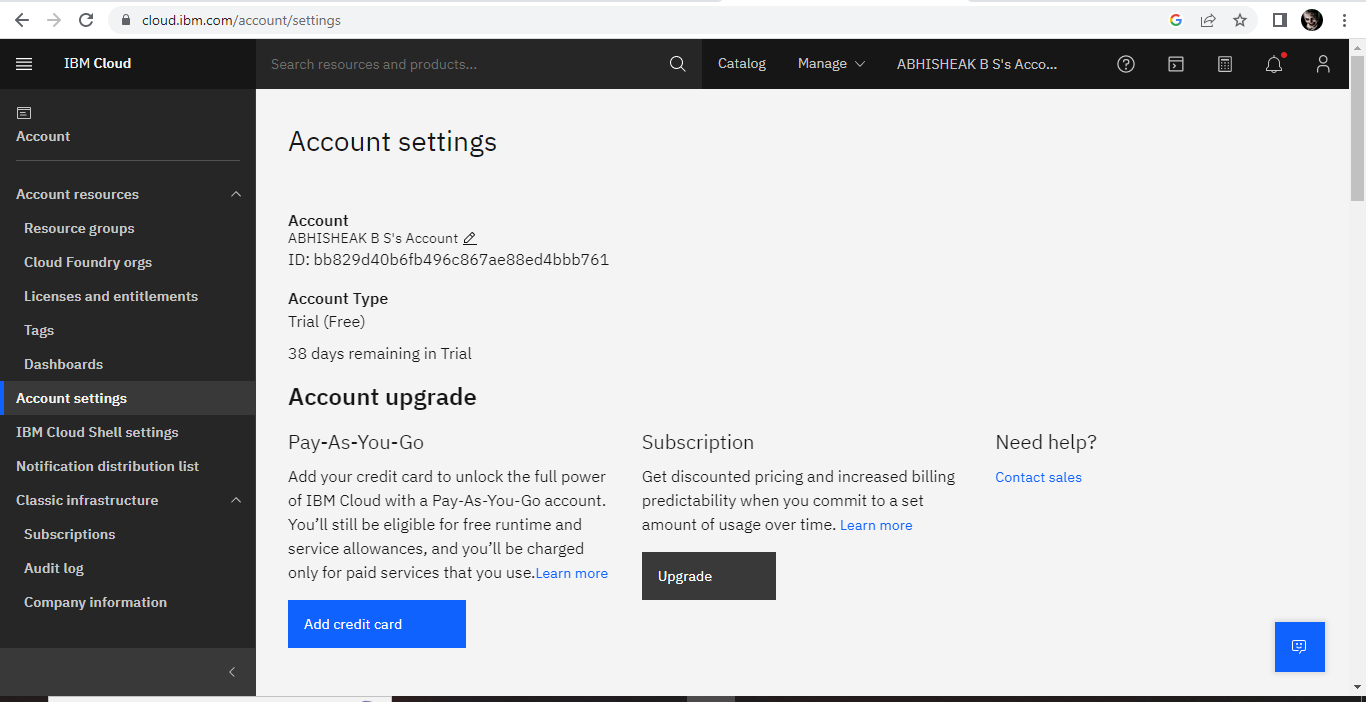 cloud.ibm.com/account/settings
IBM Cloud
Search resources and products...
Catalog
Manage
ABHISHEAK B S's Acco...
Account
Account resources
Resource groups
Cloud Foundry orgs
Licenses and entitlements
Tags
Dashboards
Account settings
IBM Cloud Shell settings
Notification distribution list
Classic infrastructure
Subscriptions
Audit log
Company information
Account settings
Account
ABHISHEAK B S's Account
ID: bb829d40b6fb496c867ae88ed4bbb761
Account Type
Trial (Free)
38 days remaining in Trial
Account upgrade
Pay-As-You-Go
Add your credit card to unlock the full power
of IBM Cloud with a Pay-As-You-Go account.
You’ll still be eligible for free runtime and
service allowances, and you’ll be charged
only for paid services that you use.Learn more
Add credit card
Subscription
Get discounted pricing and increased billing
predictability when you commit to a set
amount of usage over time. Learn more
Upgrade
Need help?
Contact sales